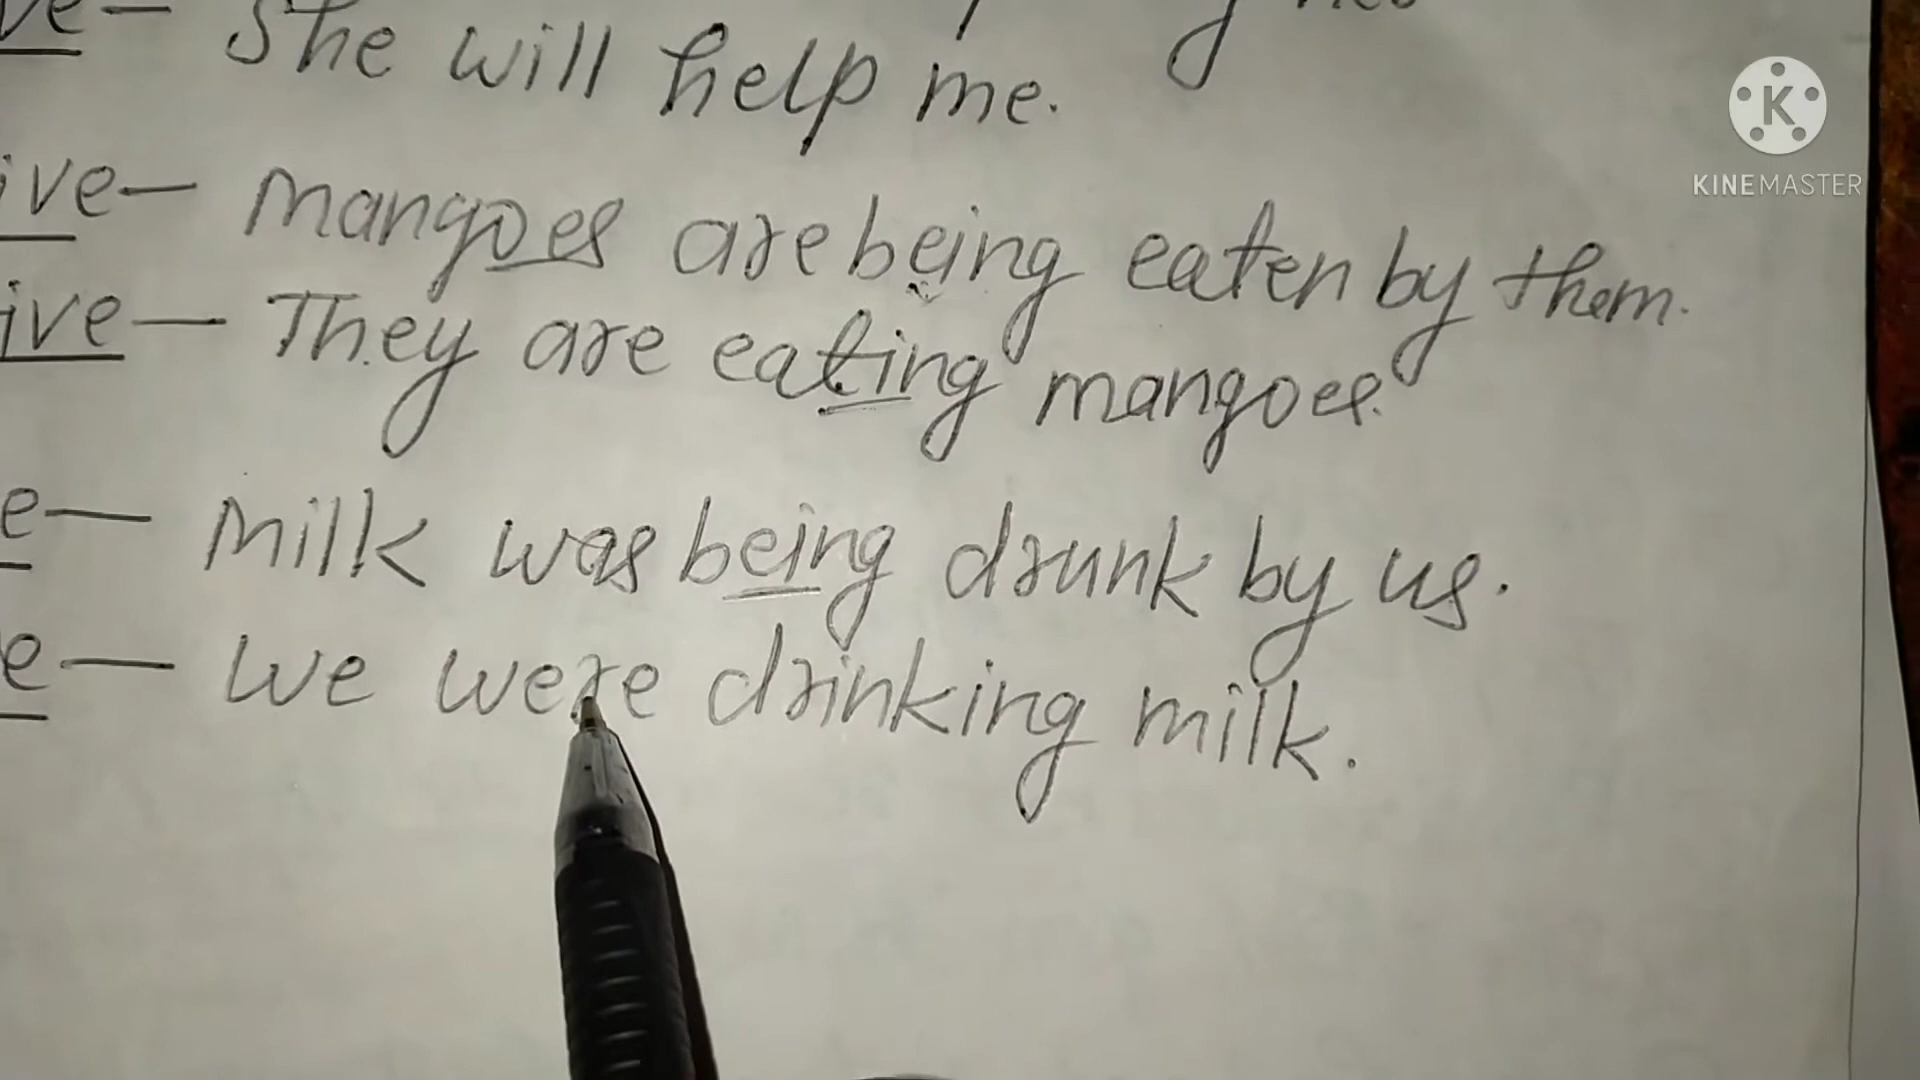 ve — She will help me.
ive — Mangoes are being eaten by them.
ive — They are eating mangoes.
e — Milk was being drunk by us.
e — We were drinking milk.
K
KINEMASTER